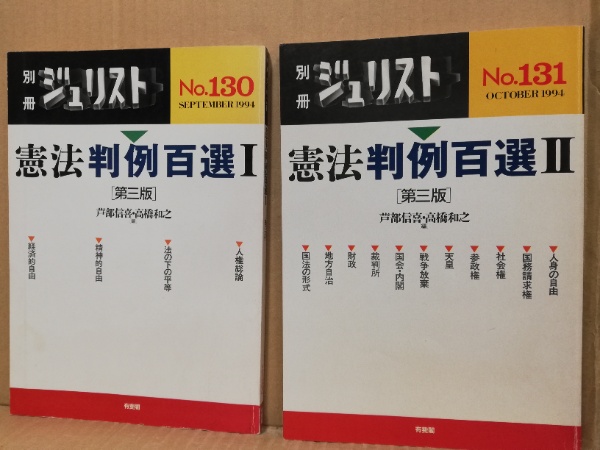 別冊
ジュリスト
No.130
SEPTEMBER 1994
憲法判例百選 I
[第三版]
芦部信喜・高橋和之 編
▼人権総論
▼法の下の平等
▼精神的自由
▼経済的自由
有斐閣
別冊
ジュリスト
No.131
OCTOBER 1994
憲法判例百選 II
[第三版]
芦部信喜・高橋和之 編
▼人身の自由
▼国務請求権
▼社会権
▼参政権
▼天皇
▼戦争放棄
▼国会・内閣
▼裁判所
▼財政
▼地方自治
▼国法の形式
有斐閣